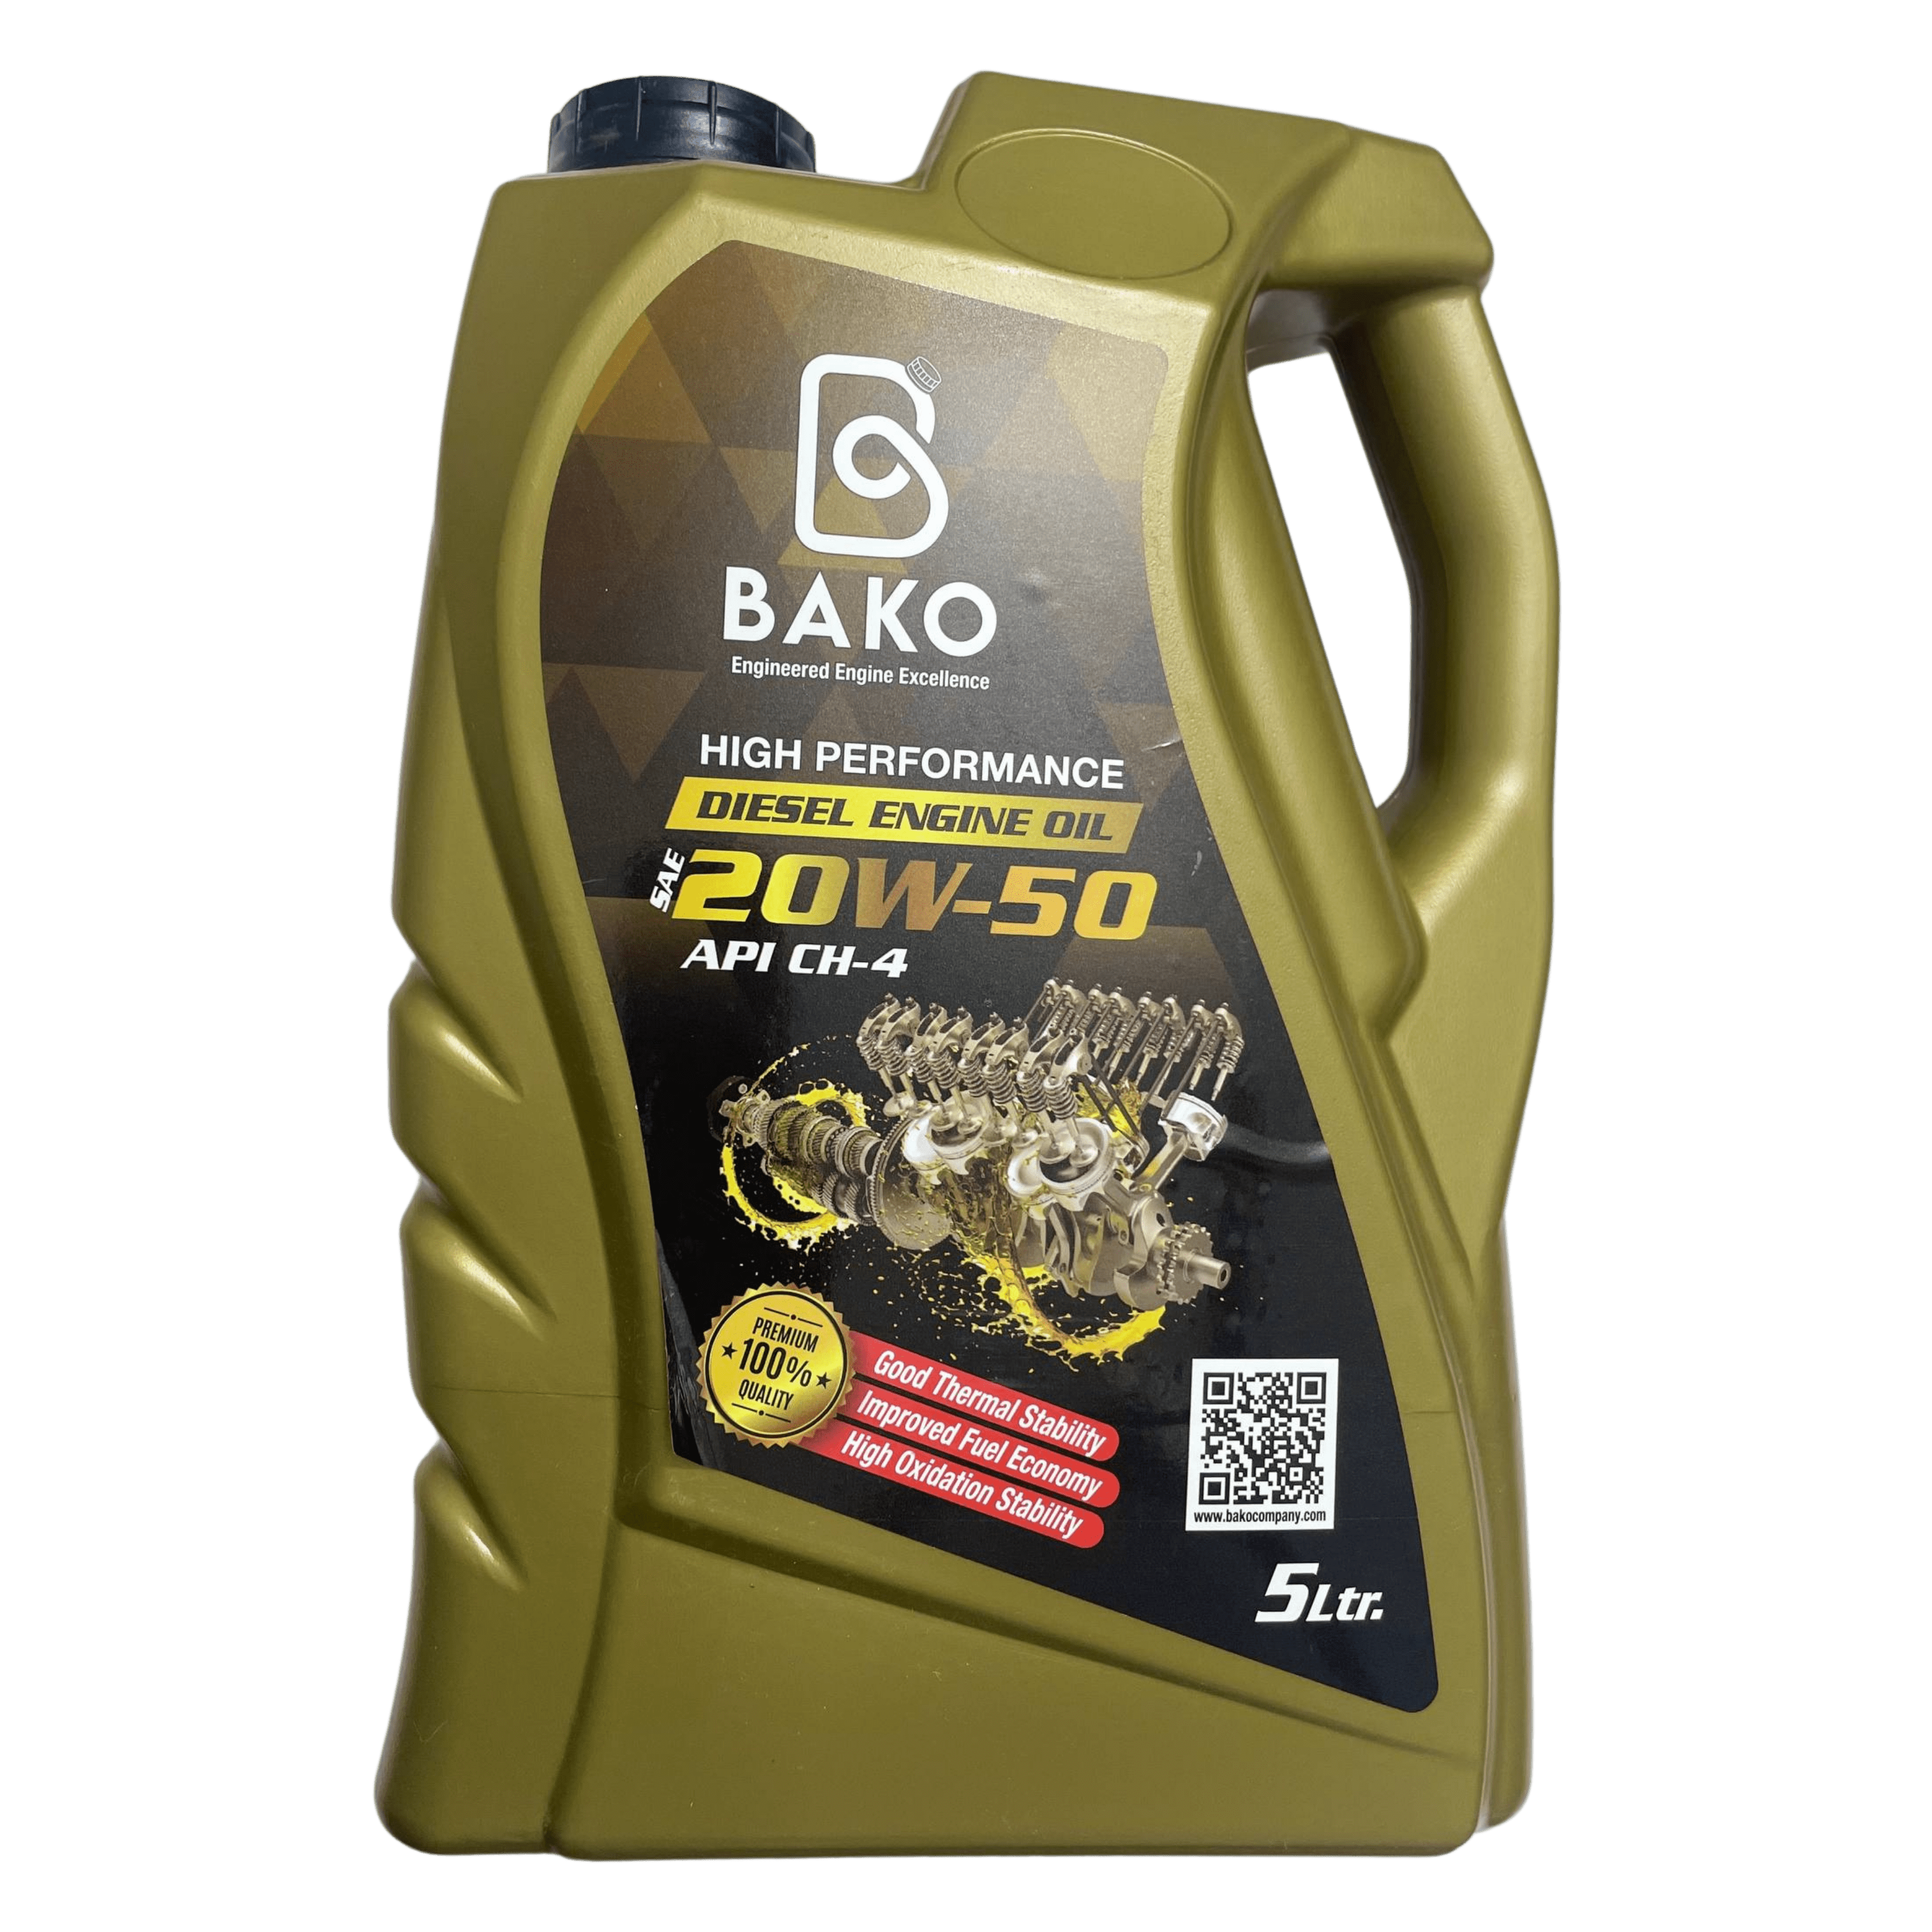 BAKO
Engineered Engine Excellence
HIGH PERFORMANCE
DIESEL ENGINE OIL
SAE 20W-50
API CH-4
PREMIUM
100%
QUALITY
Good Thermal Stability
Improved Fuel Economy
High Oxidation Stability
www.bakocompany.com
5Ltr.